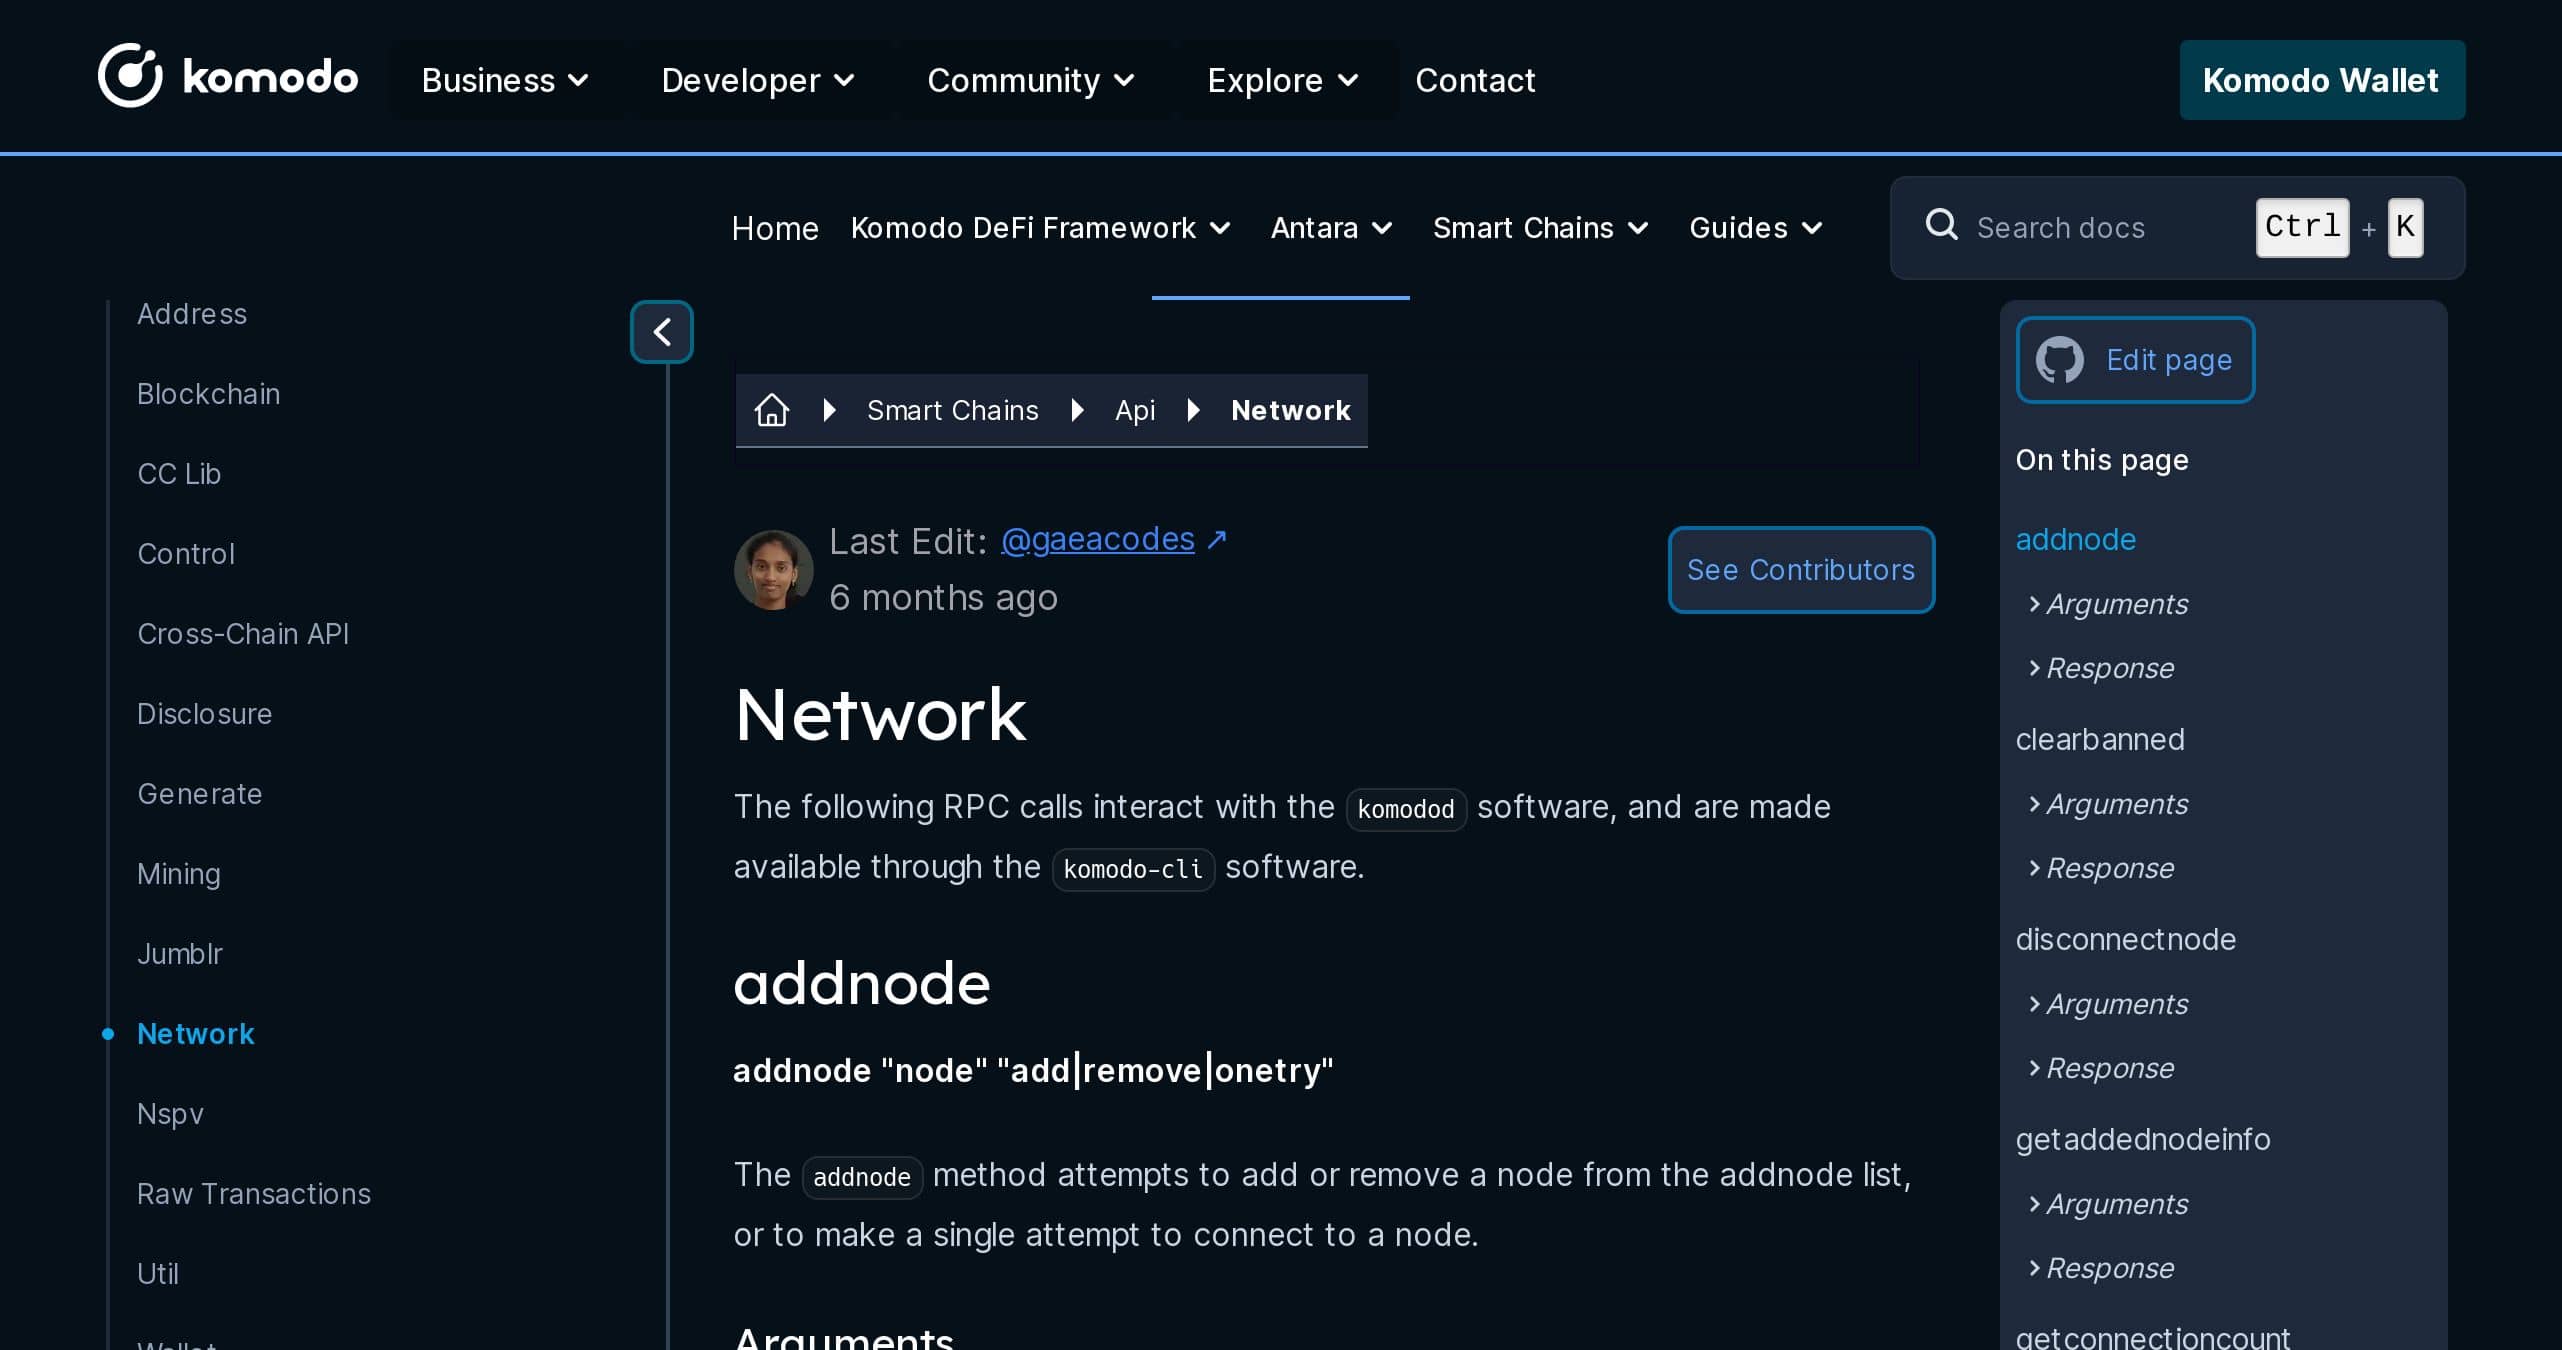 komodo
Business
Developer
Community
Explore
Contact
Komodo Wallet
Home
Komodo DeFi Framework
Antara
Smart Chains
Guides
Search docs
Ctrl + K
Address
Blockchain
CC Lib
Control
Cross-Chain API
Disclosure
Generate
Mining
Jumblr
Network
Nspv
Raw Transactions
Util
Wallet
Smart Chains
Api
Network
Last Edit: @gaeacodes ↗
6 months ago
See Contributors
Network
The following RPC calls interact with the komodod software, and are made
available through the komodo-cli software.
addnode
addnode "node" "add|remove|onetry"
The addnode method attempts to add or remove a node from the addnode list,
or to make a single attempt to connect to a node.
Arguments
Edit page
On this page
addnode
Arguments
Response
clearbanned
Arguments
Response
disconnectnode
Arguments
Response
getaddednodeinfo
Arguments
Response
getconnectioncount